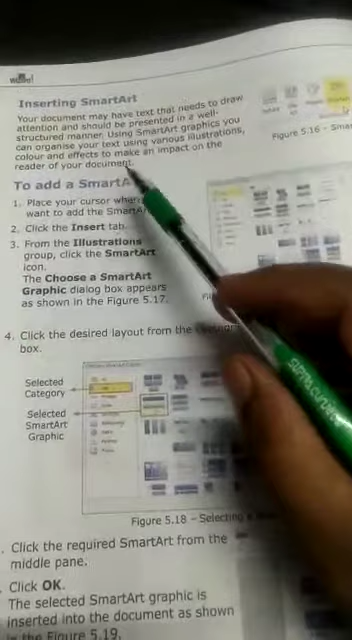 Inserting SmartArt
Your document may have text that needs to draw
attention and should be presented in a well-
structured manner. Using SmartArt graphics you
can organise your text using various illustrations,
colour and effects to make an impact on the
reader of your document.
Figure 5.16 –
To add a SmartA
1. Place your cursor wher
want to add the SmartA
2. Click the Insert tab.
3. From the Illustrations
group, click the SmartArt
icon.
The Choose a SmartArt
Graphic dialog box appears
as shown in the Figure 5.17.
4. Click the desired layout from the
box.
Selected
Category
Selected
SmartArt
Graphic
Figure 5.18 – Selecting
. Click the required SmartArt from the
middle pane.
. Click OK.
The selected SmartArt graphic is
inserted into the document as shown
in the Figure 5.19.